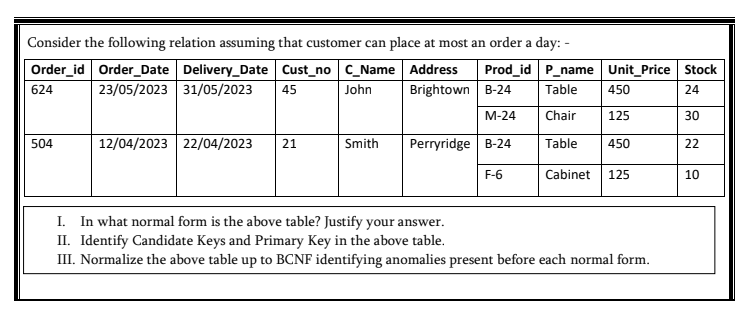 Consider the following relation assuming that customer can place at most an order a day: -
Order_id Order_Date Delivery_Date Cust_no C_Name Address Prod_id P_name Unit_Price Stock
624 23/05/2023 31/05/2023 45 John Brightown B-24 Table 450 24
M-24 Chair 125 30
504 12/04/2023 22/04/2023 21 Smith Perryridge B-24 Table 450 22
F-6 Cabinet 125 10
I. In what normal form is the above table? Justify your answer.
II. Identify Candidate Keys and Primary Key in the above table.
III. Normalize the above table up to BCNF identifying anomalies present before each normal form.